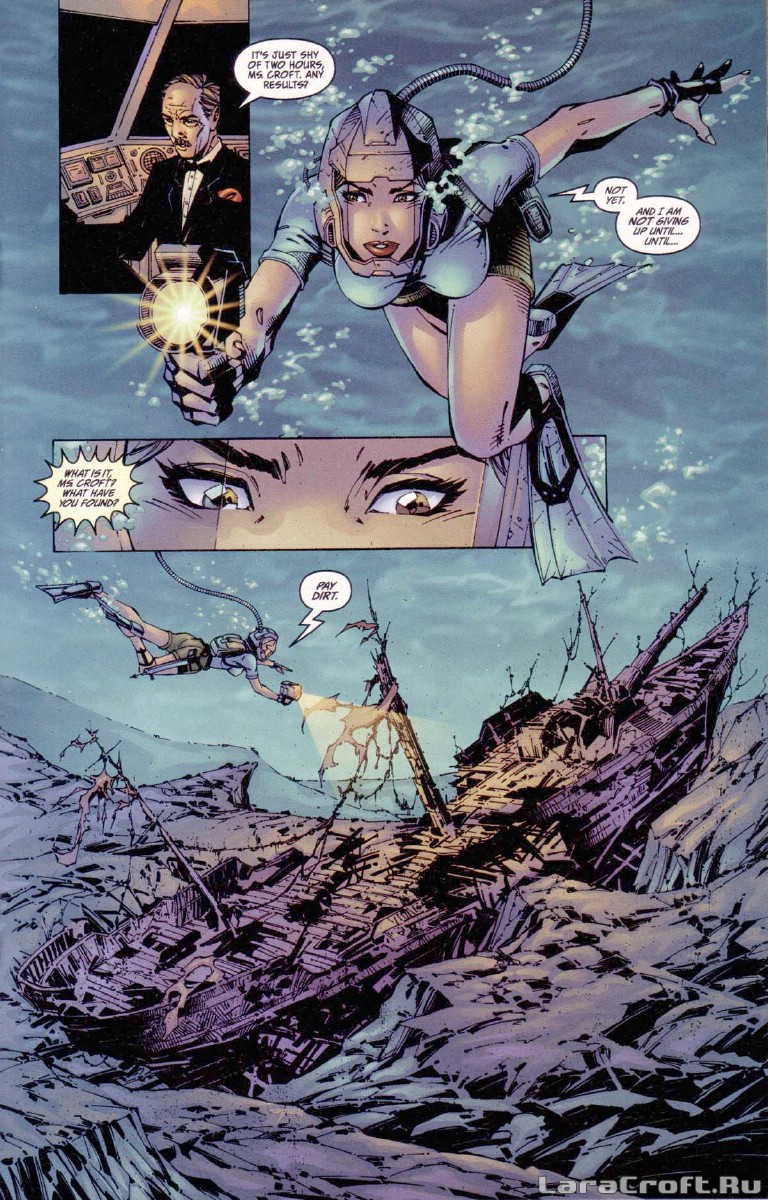 IT'S JUST SHY
OF TWO HOURS,
MS. CROFT. ANY
RESULTS?
NOT
YET.
AND I AM
NOT GIVING
UP UNTIL...
UNTIL...
WHAT IS IT,
MS. CROFT?
WHAT HAVE
YOU FOUND?
PAY
DIRT.
LaraCroft.Ru